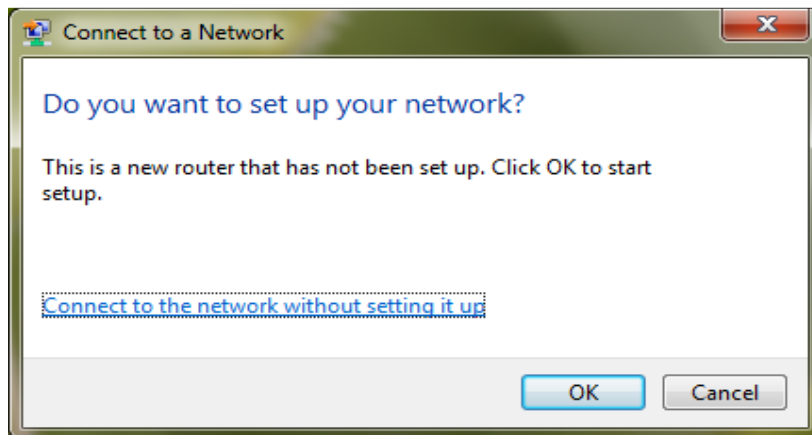 Connect to a Network
Do you want to set up your network?
This is a new router that has not been set up. Click OK to start
setup.
Connect to the network without setting it up
OK Cancel